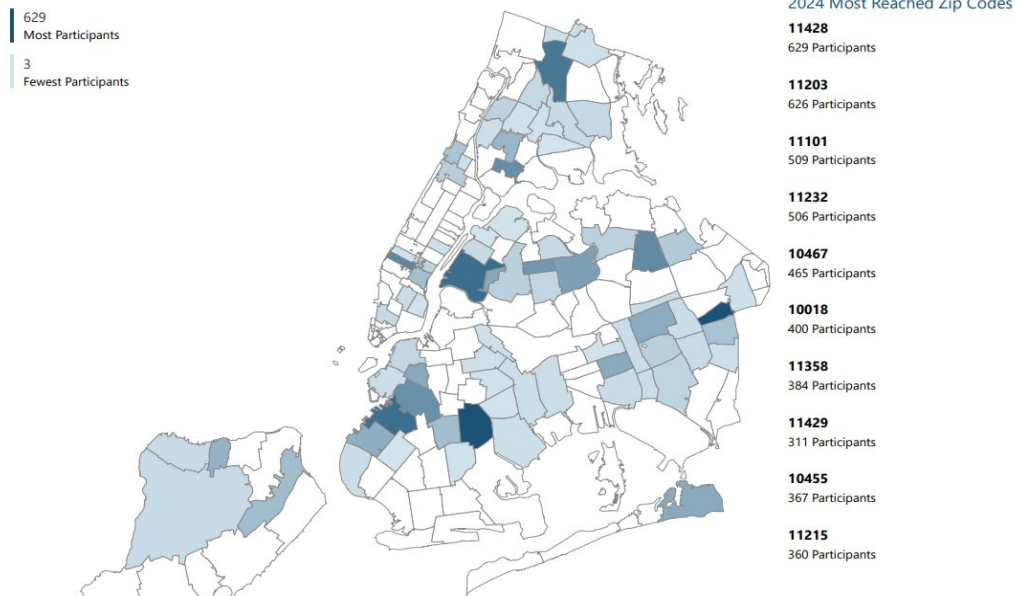 629
Most Participants
3
Fewest Participants
2024 Most Reached Zip Codes
11428
629 Participants
11203
626 Participants
11101
509 Participants
11232
506 Participants
10467
465 Participants
10018
400 Participants
11358
384 Participants
11429
311 Participants
10455
367 Participants
11215
360 Participants